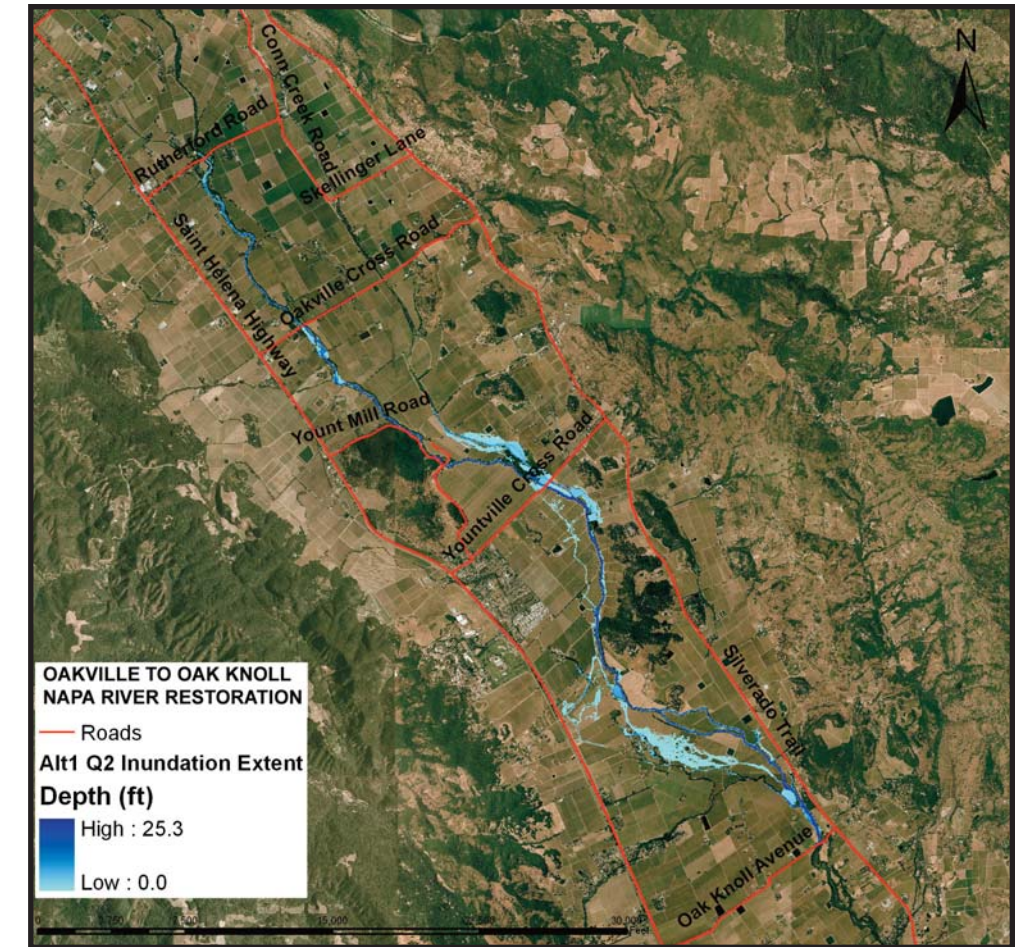 N
Conn Creek Road
Rutherford Road
Skellinger Lane
Saint Helena Highway
Oakville Cross Road
Yount Mill Road
Yountville Cross Road
Silverado Trail
Oak Knoll Avenue
OAKVILLE TO OAK KNOLL
NAPA RIVER RESTORATION
Roads
Alt1 Q2 Inundation Extent
Depth (ft)
High : 25.3
Low : 0.0
0 15,000 30,000
Feet